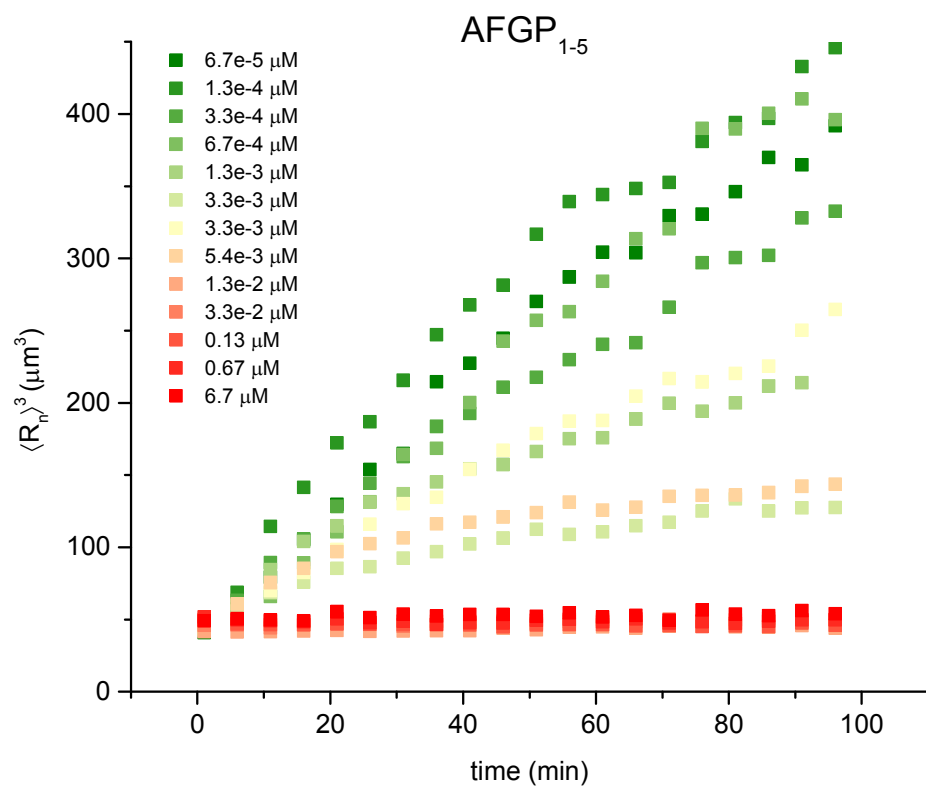 AFGP₁₋₅
6.7e-5 μM
1.3e-4 μM
3.3e-4 μM
6.7e-4 μM
1.3e-3 μM
3.3e-3 μM
3.3e-3 μM
5.4e-3 μM
1.3e-2 μM
3.3e-2 μM
0.13 μM
0.67 μM
6.7 μM
400
300
200
100
0
⟨Rₙ⟩³ (μm³)
0 20 40 60 80 100
time (min)